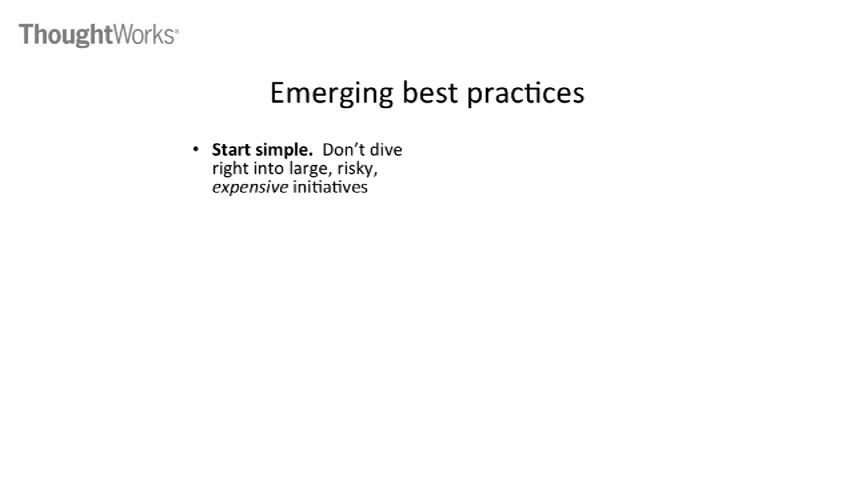 ThoughtWorks®
Emerging best practices
• Start simple. Don't dive
right into large, risky,
expensive initiatives